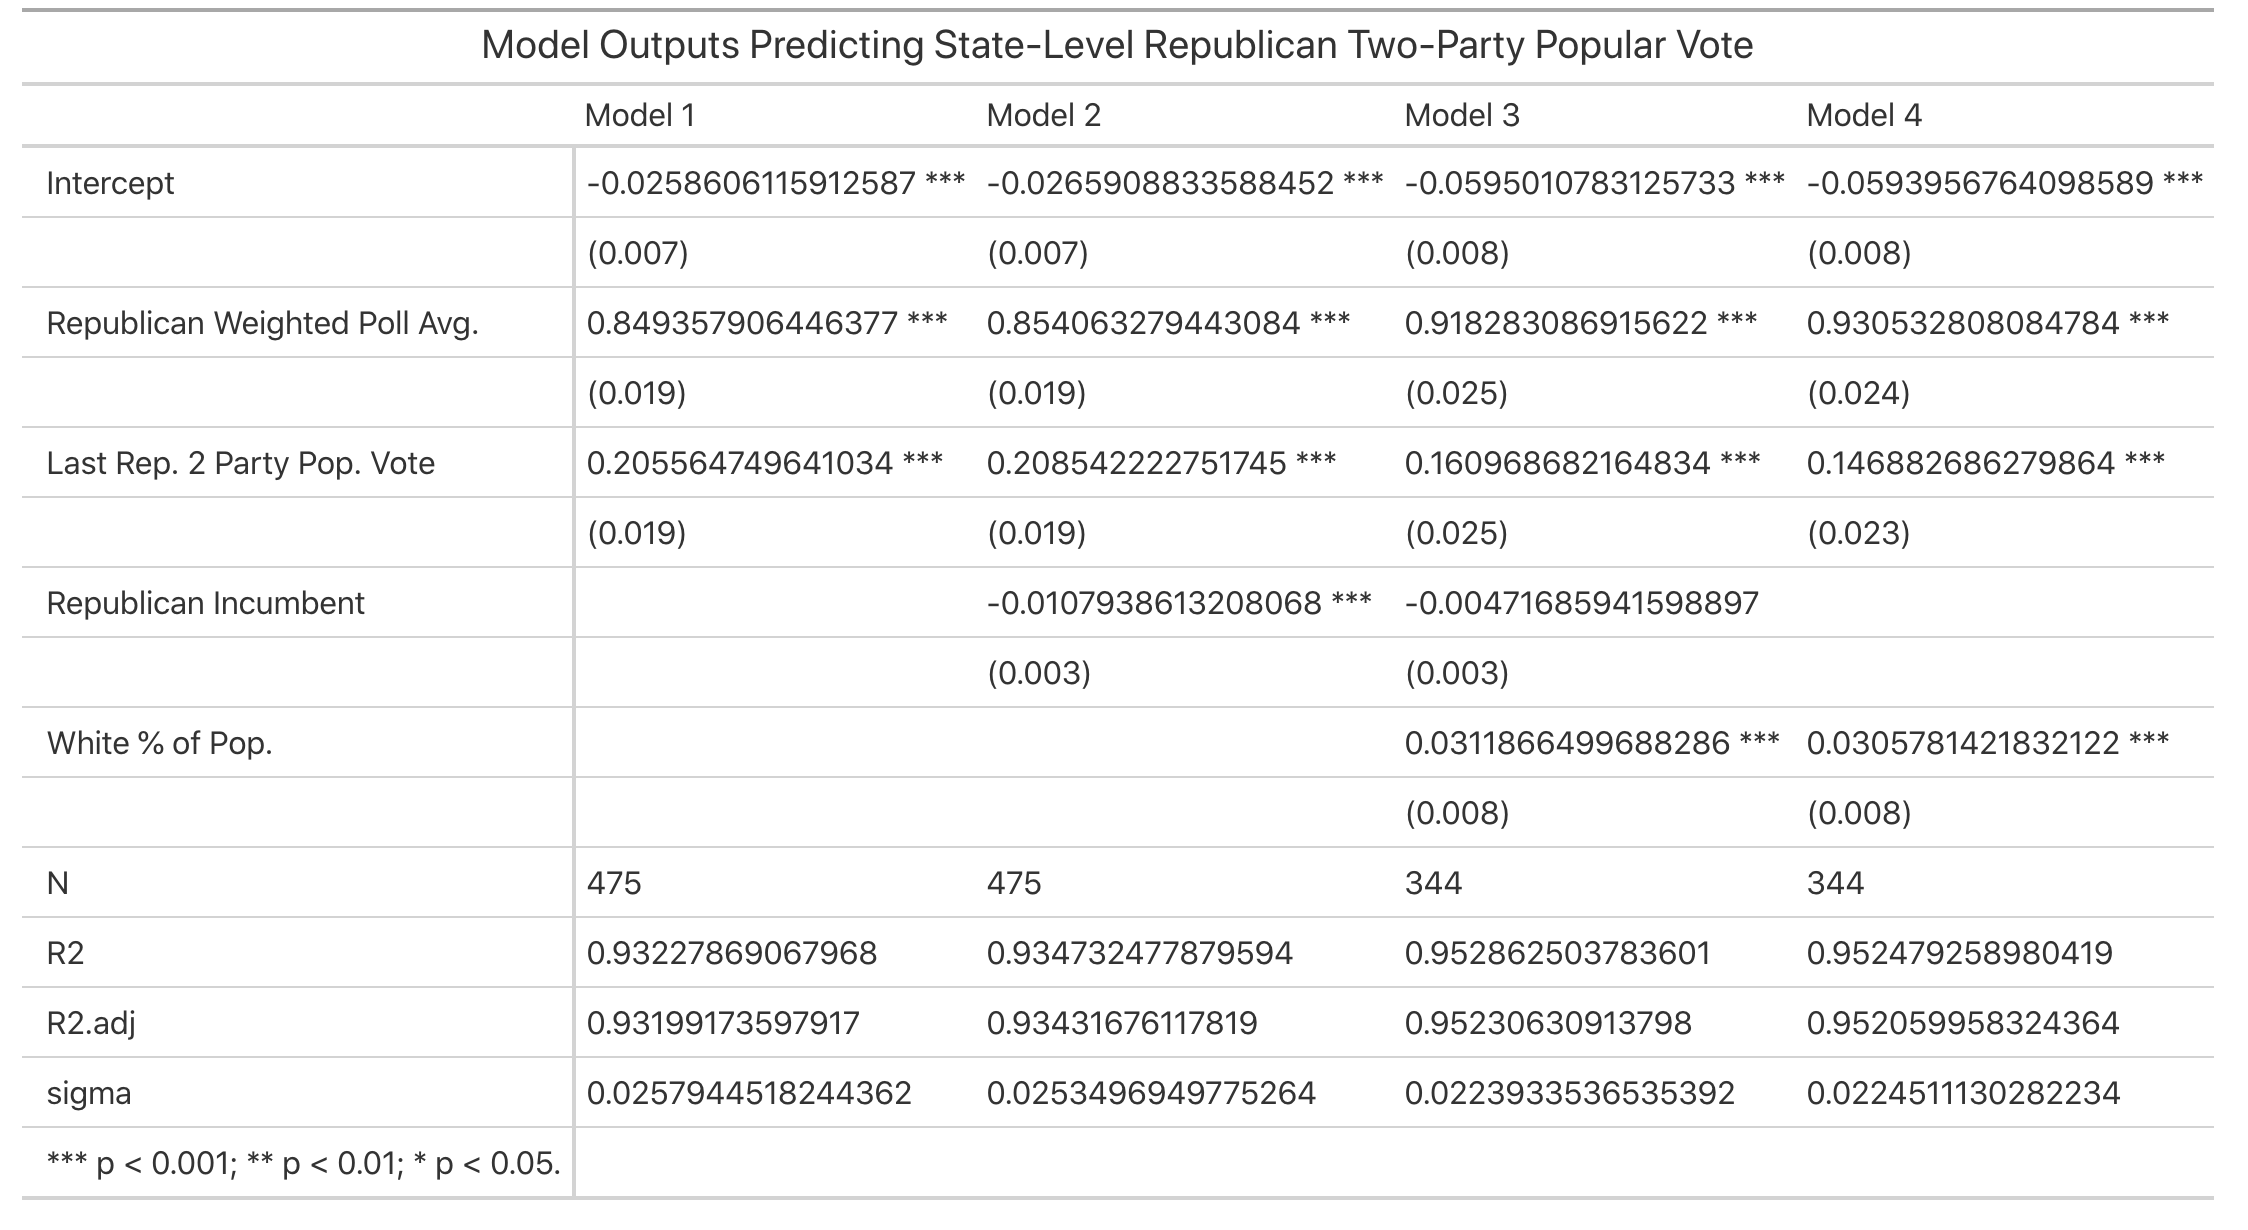 Model Outputs Predicting State-Level Republican Two-Party Popular Vote
Model 1 Model 2 Model 3 Model 4
Intercept -0.0258606115912587 *** -0.0265908833588452 *** -0.0595010783125733 *** -0.0593956764098589 ***
(0.007) (0.007) (0.008) (0.008)
Republican Weighted Poll Avg. 0.849357906446377 *** 0.854063279443084 *** 0.918283086915622 *** 0.930532808084784 ***
(0.019) (0.019) (0.025) (0.024)
Last Rep. 2 Party Pop. Vote 0.205564749641034 *** 0.208542222751745 *** 0.160968682164834 *** 0.146882686279864 ***
(0.019) (0.019) (0.025) (0.023)
Republican Incumbent -0.0107938613208068 *** -0.00471685941598897
(0.003) (0.003)
White % of Pop. 0.0311866499688286 *** 0.0305781421832122 ***
(0.008) (0.008)
N 475 475 344 344
R2 0.93227869067968 0.934732477879594 0.952862503783601 0.952479258980419
R2.adj 0.93199173597917 0.93431676117819 0.95230630913798 0.952059958324364
sigma 0.0257944518244362 0.0253496949775264 0.0223933536535392 0.0224511130282234
*** p < 0.001; ** p < 0.01; * p < 0.05.